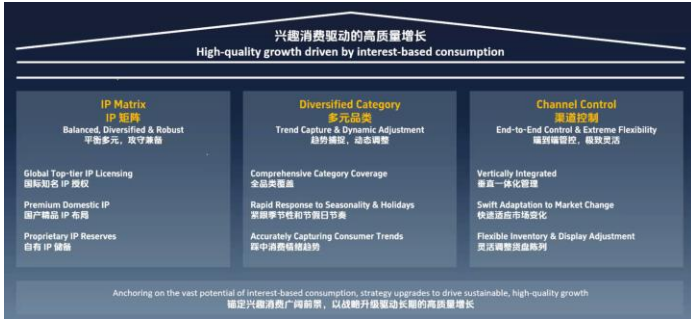 兴趣消费驱动的高质量增长
High-quality growth driven by interest-based consumption
IP Matrix
IP 矩阵
Balanced, Diversified & Robust
平衡多元，攻守兼备
Global Top-tier IP Licensing
国际知名 IP 授权
Premium Domestic IP
国产精品 IP 布局
Proprietary IP Reserves
自有 IP 储备
Diversified Category
多元品类
Trend Capture & Dynamic Adjustment
趋势捕捉，动态调整
Comprehensive Category Coverage
全品类覆盖
Rapid Response to Seasonality & Holidays
紧跟季节性和节假日节奏
Accurately Capturing Consumer Trends
踩中消费情绪趋势
Channel Control
渠道控制
End-to-End Control & Extreme Flexibility
端到端管控，极致灵活
Vertically Integrated
垂直一体化管理
Swift Adaptation to Market Change
快速适应市场变化
Flexible Inventory & Display Adjustment
灵活调整货盘陈列
Anchoring on the vast potential of interest-based consumption, strategy upgrades to drive sustainable, high-quality growth
锚定兴趣消费广阔前景，以战略升级驱动长期的高质量增长